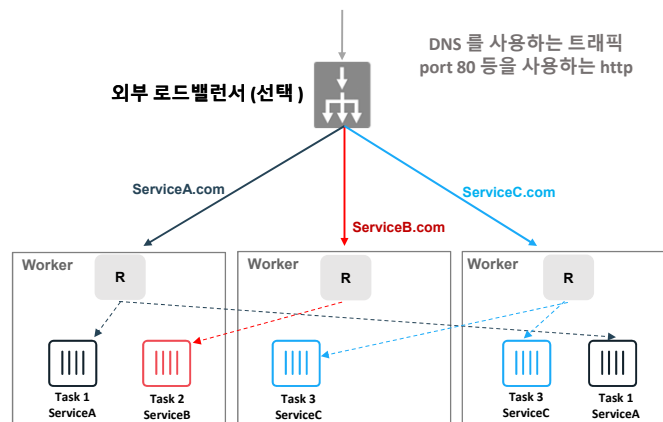 DNS 를 사용하는 트래픽
port 80 등을 사용하는 http
외부 로드밸런서 (선택 )
ServiceA.com
ServiceC.com
ServiceB.com
Worker
R
Worker
R
Worker
R
Task 1
ServiceA
Task 2
ServiceB
Task 3
ServiceC
Task 3
ServiceC
Task 1
ServiceA